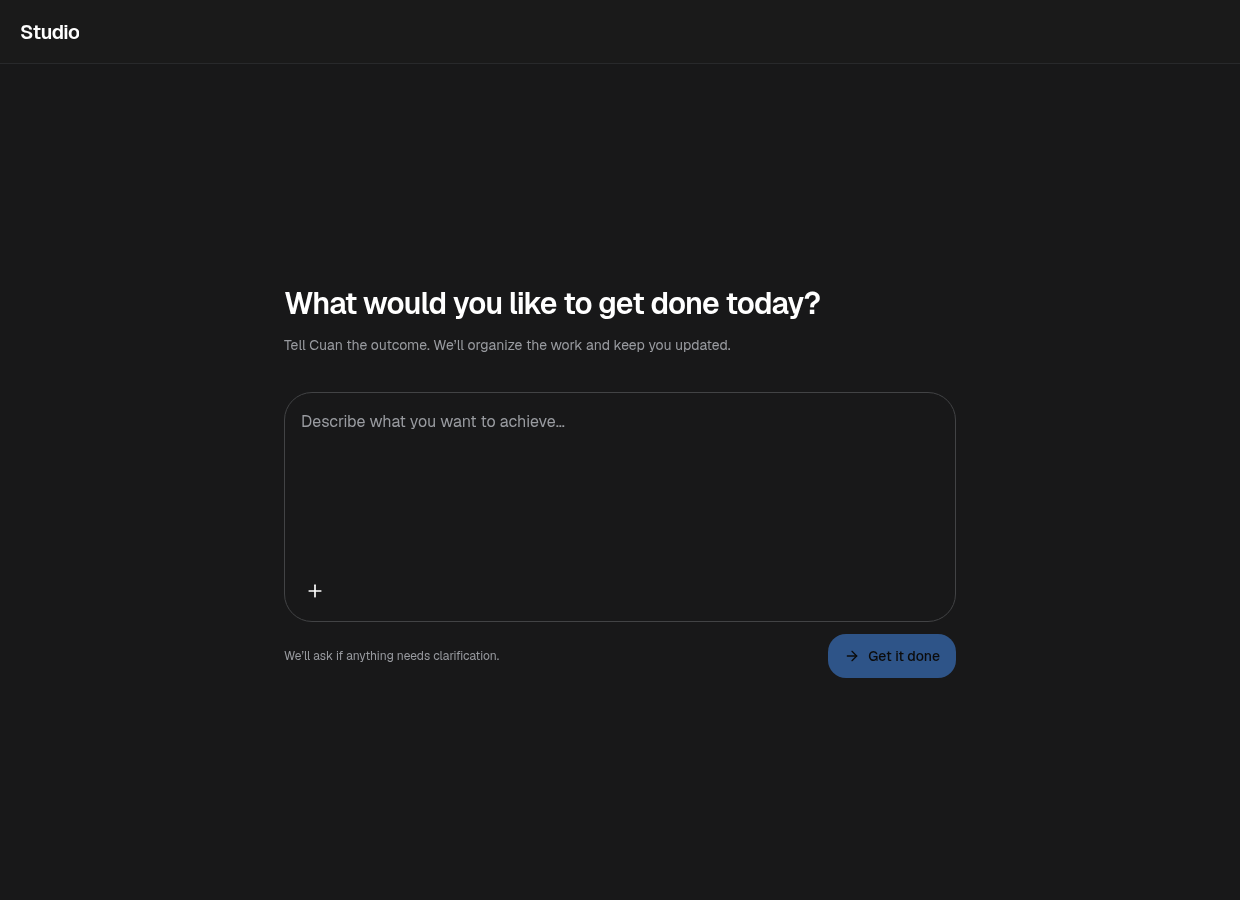 Studio
What would you like to get done today?
Tell Cuan the outcome. We'll organize the work and keep you updated.
Describe what you want to achieve...
We'll ask if anything needs clarification.
Get it done